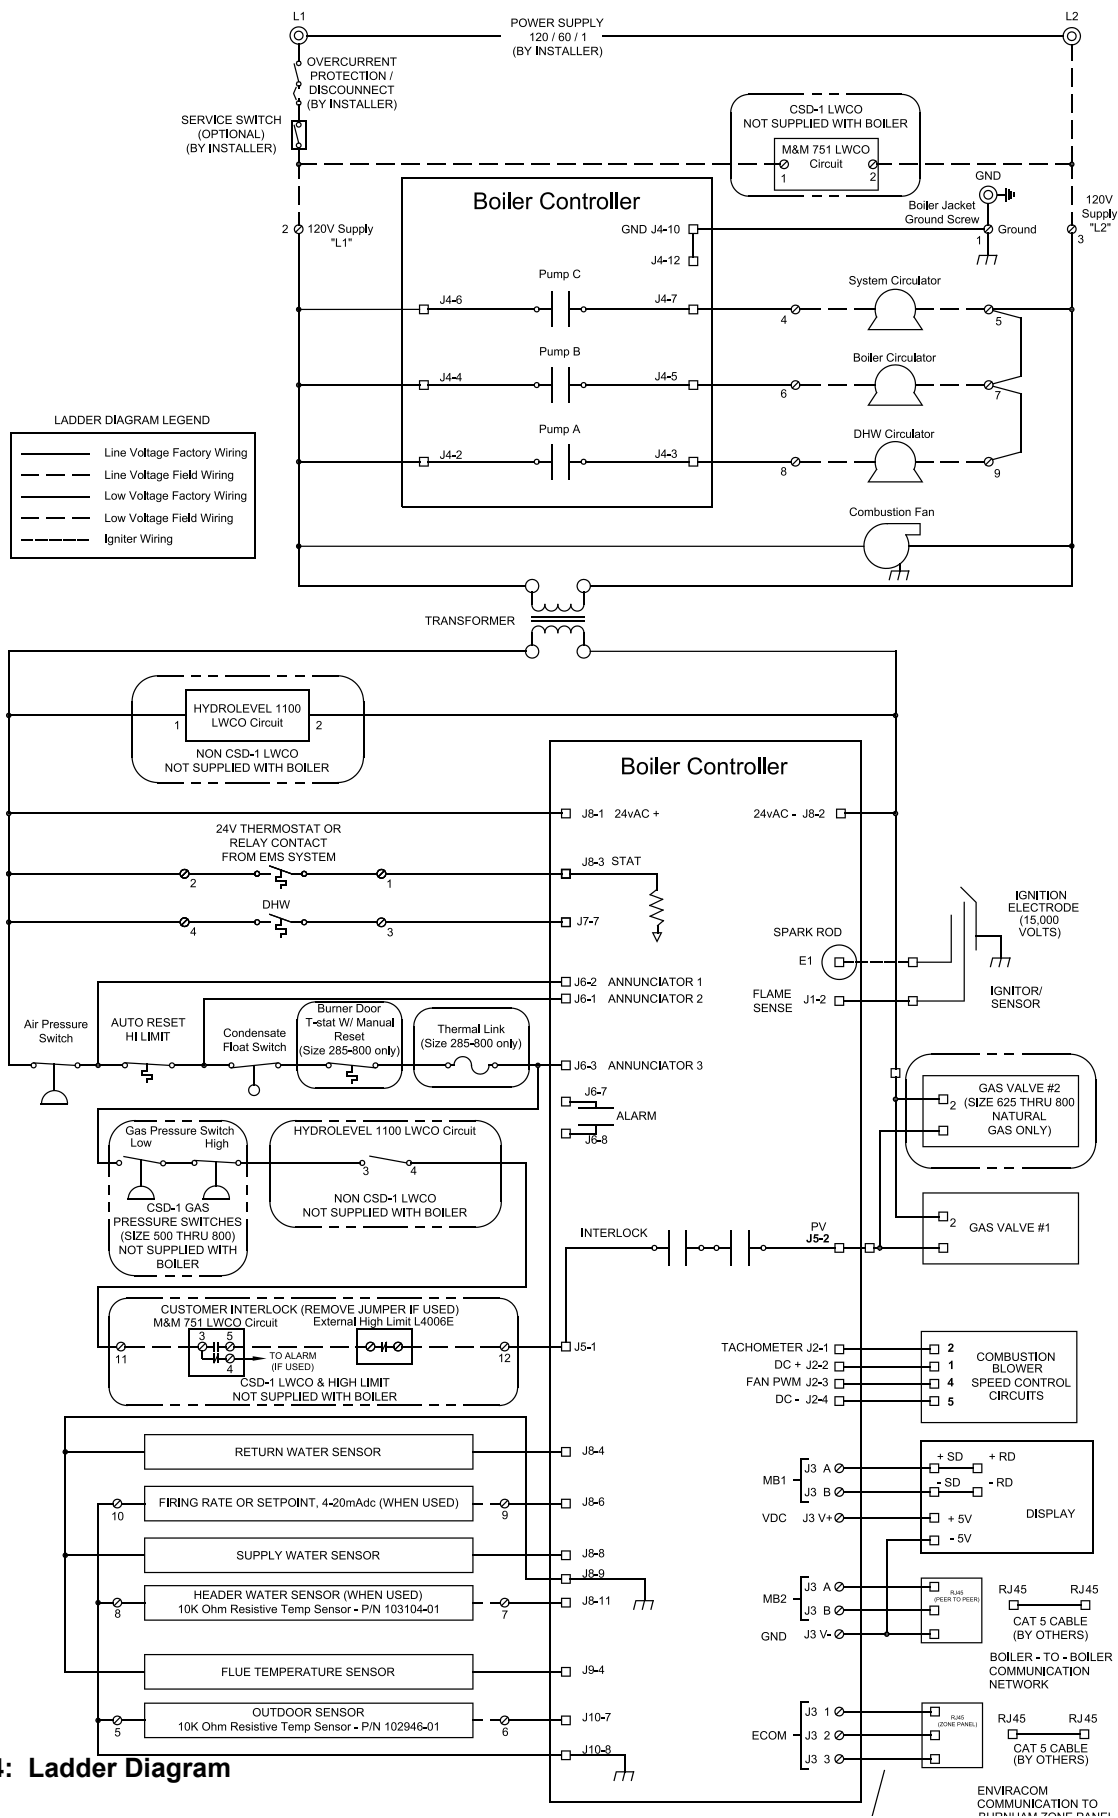 L1
L2
POWER SUPPLY
120 / 60 / 1
(BY INSTALLER)
OVERCURRENT
PROTECTION /
DISCOUNNECT
(BY INSTALLER)
SERVICE SWITCH
(OPTIONAL)
(BY INSTALLER)
CSD-1 LWCO
NOT SUPPLIED WITH BOILER
M&M 751 LWCO
Circuit
1
2
GND
Boiler Jacket
Ground Screw
1
Ground
120V
Supply
"L2"
3
2
120V Supply
"L1"
Boiler Controller
GND J4-10
J4-12
Pump C
J4-6
J4-7
System Circulator
4
5
Pump B
J4-4
J4-5
Boiler Circulator
6
7
Pump A
J4-2
J4-3
DHW Circulator
8
9
Combustion Fan
LADDER DIAGRAM LEGEND
Line Voltage Factory Wiring
Line Voltage Field Wiring
Low Voltage Factory Wiring
Low Voltage Field Wiring
Igniter Wiring
TRANSFORMER
1
HYDROLEVEL 1100
LWCO Circuit
2
NON CSD-1 LWCO
NOT SUPPLIED WITH BOILER
Boiler Controller
J8-1 24vAC +
24vAC - J8-2
24V THERMOSTAT OR
RELAY CONTACT
FROM EMS SYSTEM
2
1
J8-3 STAT
DHW
4
3
J7-7
SPARK ROD
E1
FLAME
SENSE
J1-2
IGNITION
ELECTRODE
(15,000
VOLTS)
IGNITOR/
SENSOR
J6-2 ANNUNCIATOR 1
J6-1 ANNUNCIATOR 2
J6-3 ANNUNCIATOR 3
Air Pressure
Switch
AUTO RESET
HI LIMIT
Condensate
Float Switch
Burner Door
T-stat W/ Manual
Reset
(Size 285-800 only)
Thermal Link
(Size 285-800 only)
J6-7
ALARM
J6-8
Gas Pressure Switch
Low
High
CSD-1 GAS
PRESSURE SWITCHES
(SIZE 500 THRU 800)
NOT SUPPLIED WITH
BOILER
HYDROLEVEL 1100 LWCO Circuit
3
4
NON CSD-1 LWCO
NOT SUPPLIED WITH BOILER
GAS VALVE #2
(SIZE 625 THRU 800
NATURAL
GAS ONLY)
2
GAS VALVE #1
2
INTERLOCK
PV
J5-2
CUSTOMER INTERLOCK (REMOVE JUMPER IF USED)
M&M 751 LWCO Circuit
External High Limit L4006E
11
3
5
4
TO ALARM
(IF USED)
12
CSD-1 LWCO & HIGH LIMIT
NOT SUPPLIED WITH BOILER
J5-1
TACHOMETER J2-1
DC + J2-2
FAN PWM J2-3
DC - J2-4
2
1
4
5
COMBUSTION
BLOWER
SPEED CONTROL
CIRCUITS
RETURN WATER SENSOR
J8-4
10
FIRING RATE OR SETPOINT, 4-20mAdc (WHEN USED)
9
J8-6
SUPPLY WATER SENSOR
J8-8
J8-9
8
HEADER WATER SENSOR (WHEN USED)
10K Ohm Resistive Temp Sensor - P/N 103104-01
7
J8-11
FLUE TEMPERATURE SENSOR
J9-4
5
OUTDOOR SENSOR
10K Ohm Resistive Temp Sensor - P/N 102946-01
6
J10-7
J10-8
MB1
J3 A
J3 B
VDC J3 V+
+ SD
+ RD
- SD
- RD
+ 5V
- 5V
DISPLAY
MB2
J3 A
J3 B
GND J3 V-
RJ45
(PEER TO PEER)
RJ45
RJ45
CAT 5 CABLE
(BY OTHERS)
BOILER - TO - BOILER
COMMUNICATION
NETWORK
ECOM
J3 1
J3 2
J3 3
RJ45
(ZONE PANEL)
RJ45
RJ45
CAT 5 CABLE
(BY OTHERS)
ENVIRACOM
COMMUNICATION TO
BURNHAM ZONE PANEL
4: Ladder Diagram